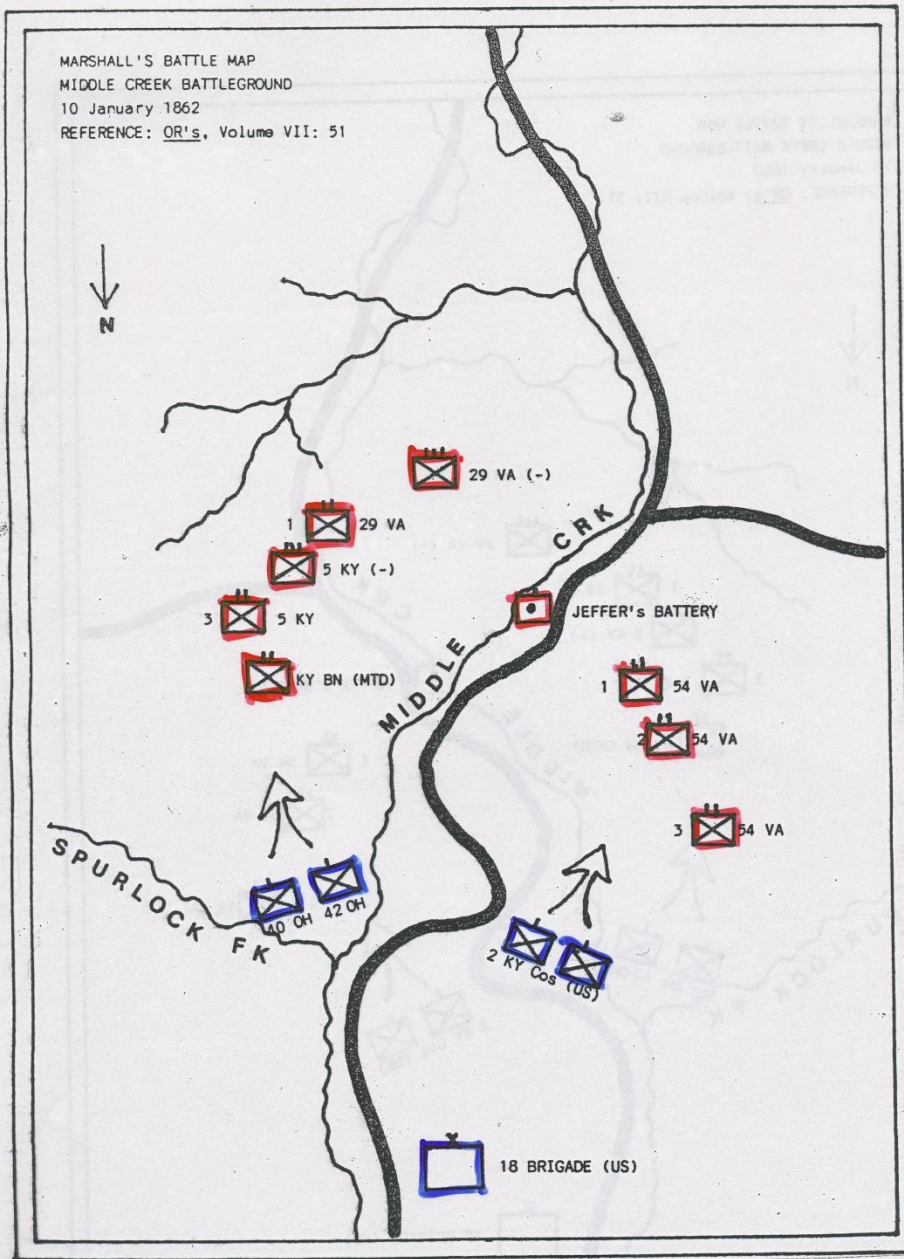 MARSHALL'S BATTLE MAP
MIDDLE CREEK BATTLEGROUND
10 January 1862
REFERENCE: OR's, Volume VII: 51
N
29 VA (-)
1 29 VA
5 KY (-)
3 5 KY
KY BN (MTD)
MIDDLE CRK
JEFFER's BATTERY
1 54 VA
2 54 VA
3 54 VA
SPURLOCK FK
40 OH
42 OH
2 KY Cos (US)
18 BRIGADE (US)